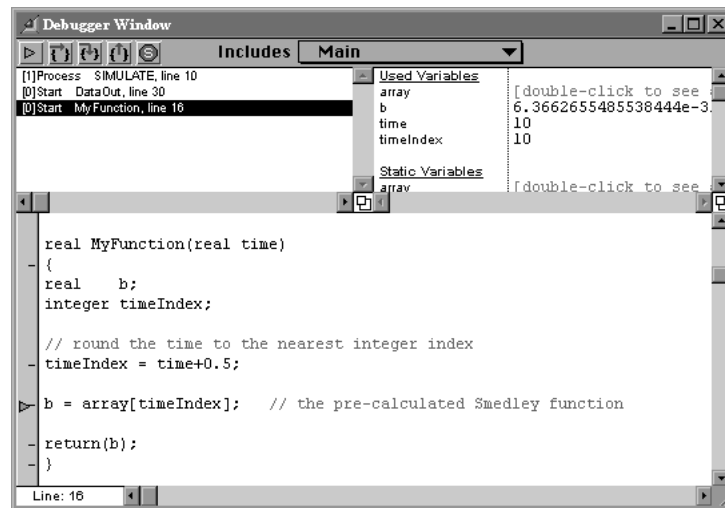 Debugger Window
Includes Main
[1]Process SIMULATE, line 10
[0]Start DataOut, line 30
[0]Start MyFunction, line 16
Used Variables
array [double-click to see
b 6.3662655485538444e-3
time 10
timeIndex 10
Static Variables
array [double-click to see
real MyFunction(real time)
{
real b;
integer timeIndex;
// round the time to the nearest integer index
timeIndex = time+0.5;
b = array[timeIndex]; // the pre-calculated Smedley function
return(b);
}
Line: 16